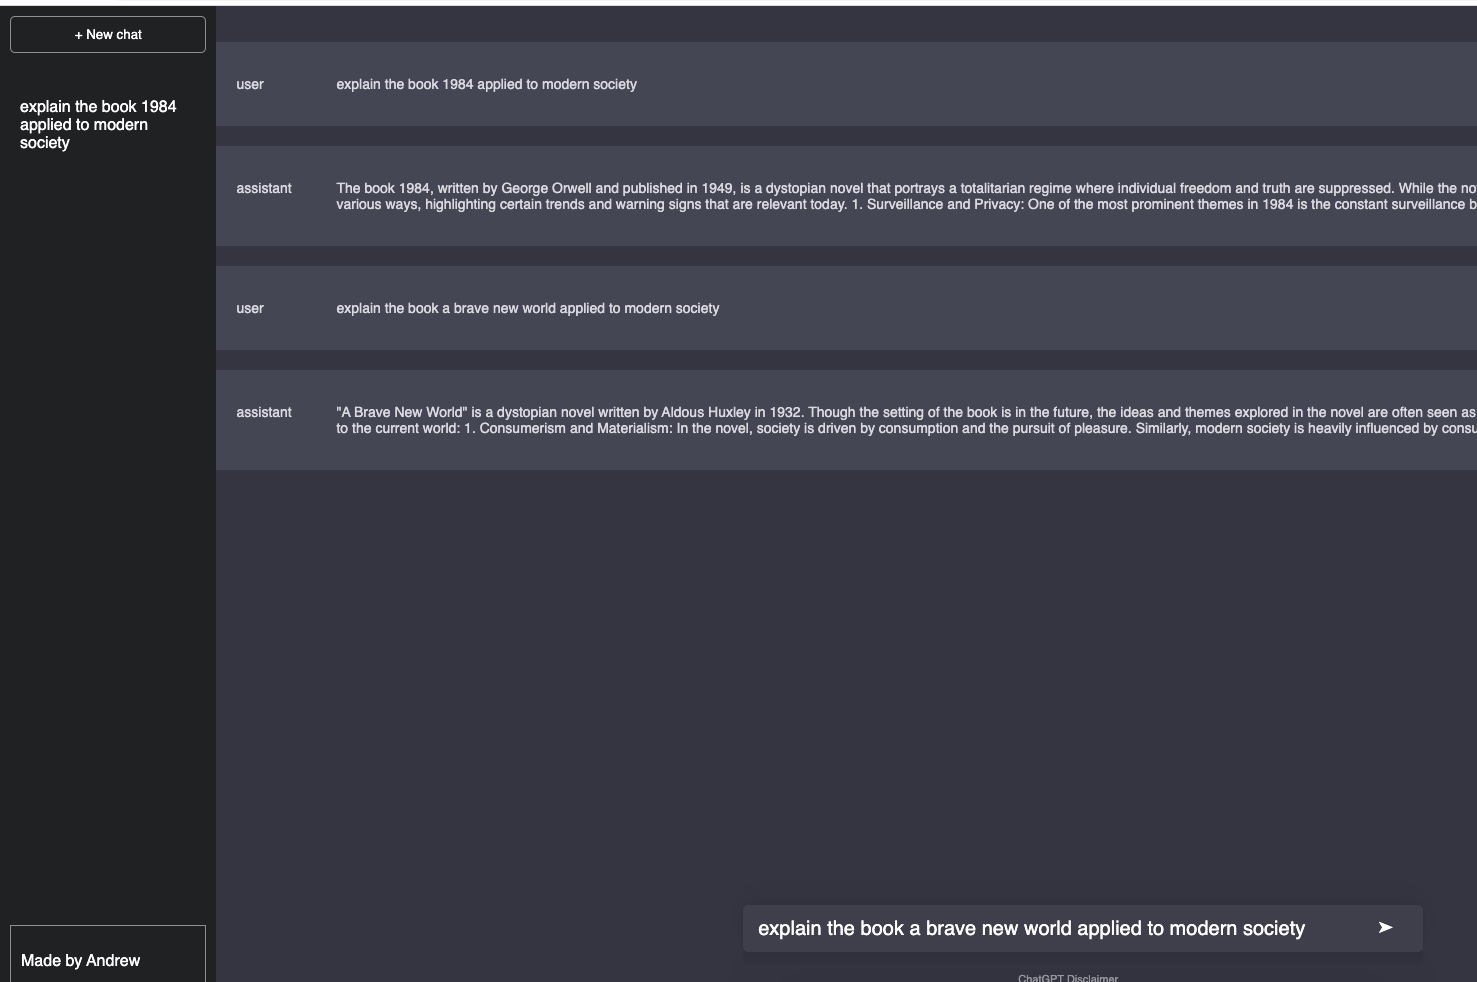 + New chat
explain the book 1984
applied to modern
society
user
explain the book 1984 applied to modern society
assistant
The book 1984, written by George Orwell and published in 1949, is a dystopian novel that portrays a totalitarian regime where individual freedom and truth are suppressed. While the no
various ways, highlighting certain trends and warning signs that are relevant today. 1. Surveillance and Privacy: One of the most prominent themes in 1984 is the constant surveillance b
user
explain the book a brave new world applied to modern society
assistant
"A Brave New World" is a dystopian novel written by Aldous Huxley in 1932. Though the setting of the book is in the future, the ideas and themes explored in the novel are often seen as
to the current world: 1. Consumerism and Materialism: In the novel, society is driven by consumption and the pursuit of pleasure. Similarly, modern society is heavily influenced by consu
explain the book a brave new world applied to modern society
Made by Andrew
ChatGPT Disclaimer